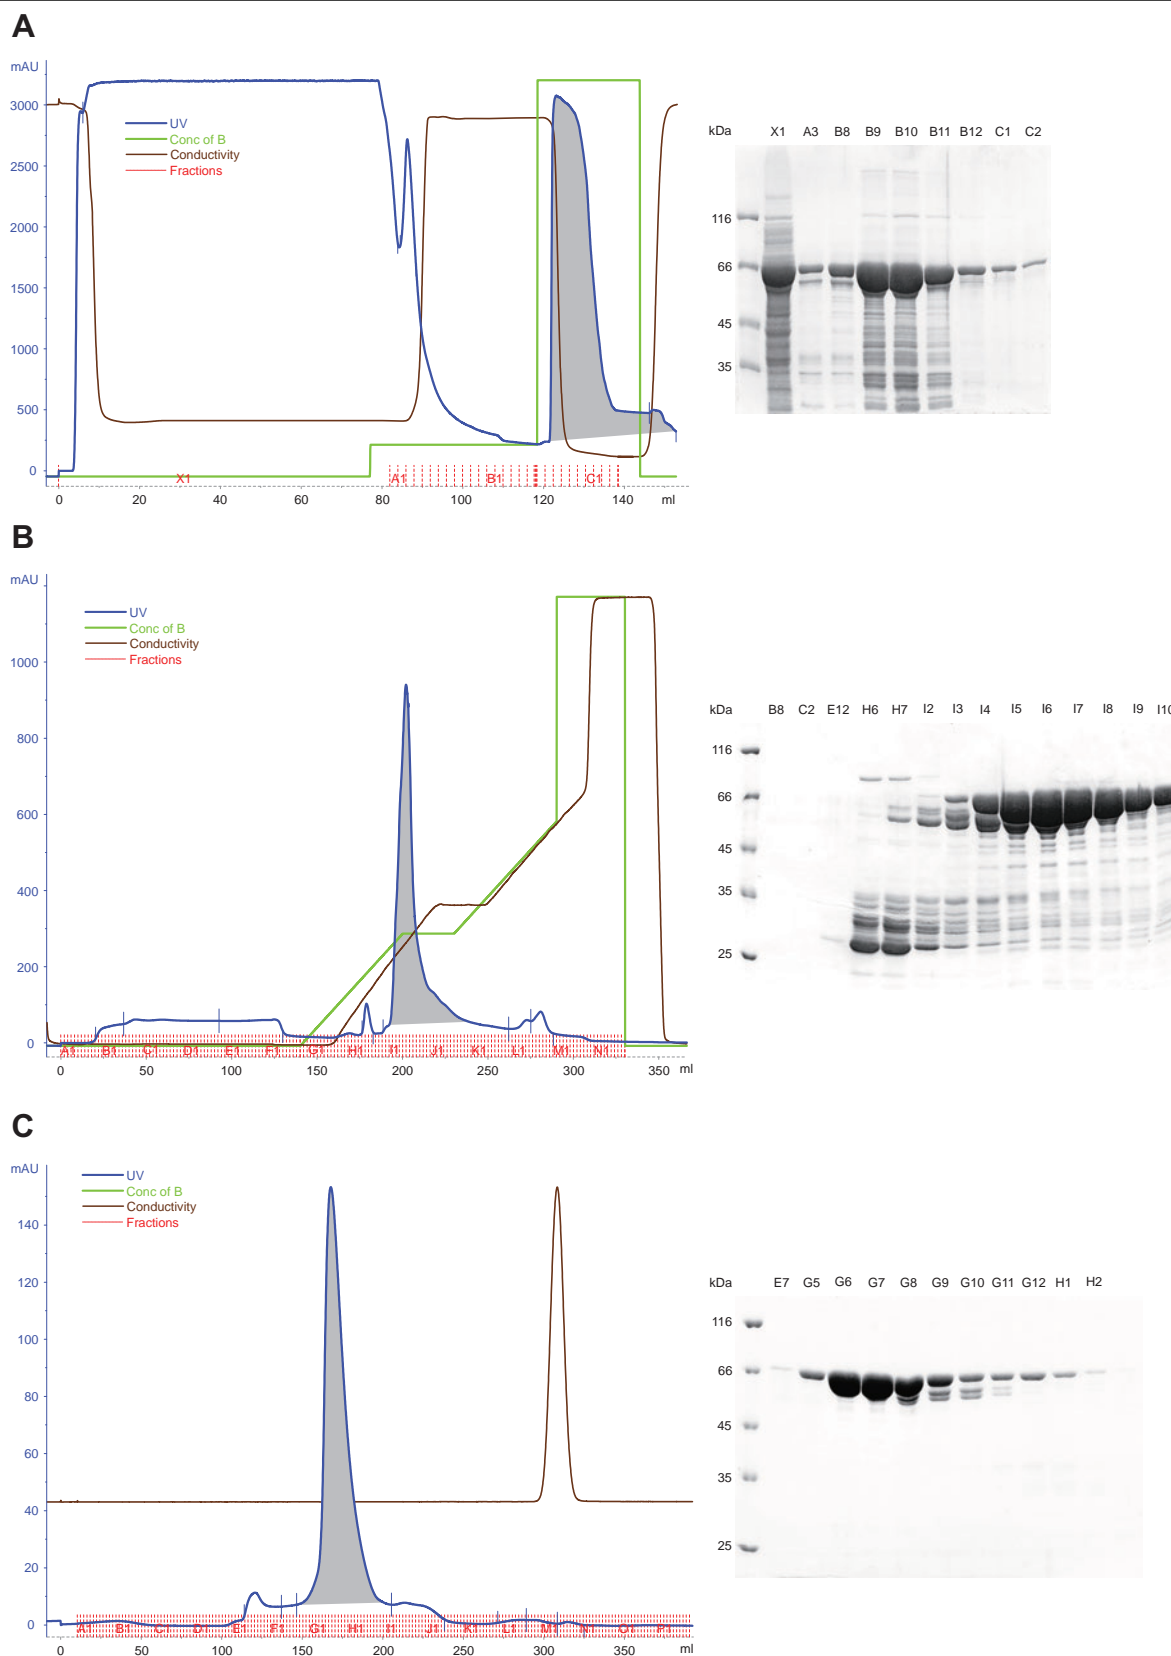 A
mAU
3000
2500
2000
1500
1000
500
0
UV
Conc of B
Conductivity
Fractions
X1 A1 B1 C1
0 20 40 60 80 100 120 140 ml
kDa X1 A3 B8 B9 B10 B11 B12 C1 C2
116
66
45
35
B
mAU
1000
800
600
400
200
0
UV
Conc of B
Conductivity
Fractions
A1 B1 C1 D1 E1 F1 G1 H1 I1 J1 K1 L1 M1 N1
0 50 100 150 200 250 300 350 ml
kDa B8 C2 E12 H6 H7 I2 I3 I4 I5 I6 I7 I8 I9 I10
116
66
45
35
25
C
mAU
140
120
100
80
60
40
20
0
UV
Conc of B
Conductivity
Fractions
A1 B1 C1 D1 E1 F1 G1 H1 I1 J1 K1 L1 M1 N1 O1 P1
0 50 100 150 200 250 300 350 ml
kDa E7 G5 G6 G7 G8 G9 G10 G11 G12 H1 H2
116
66
45
35
25